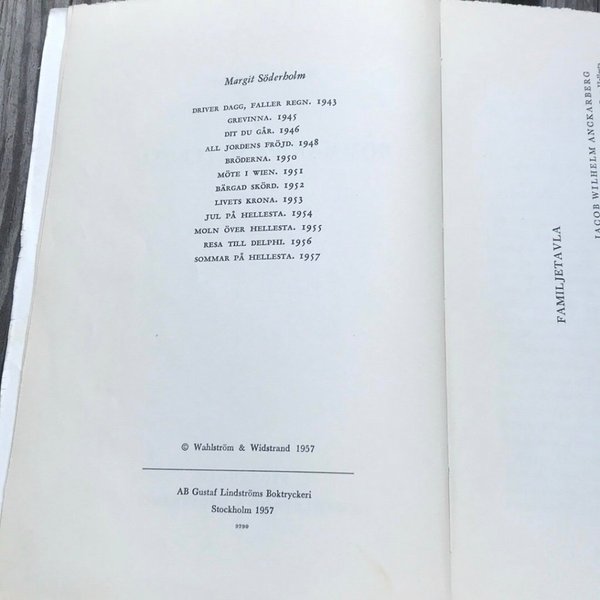 Margit Söderholm
DRIVER DAGG, FALLER REGN. 1943
GREVINNA. 1945
DIT DU GÅR. 1946
ALL JORDENS FRÖJD. 1948
BRÖDERNA. 1950
MÖTE I WIEN. 1951
BÄRGAD SKÖRD. 1952
LIVETS KRONA. 1953
JUL PÅ HELLESTA. 1954
MOLN ÖVER HELLESTA. 1955
RESA TILL DELPHI. 1956
SOMMAR PÅ HELLESTA. 1957
© Wahlström & Widstrand 1957
AB Gustaf Lindströms Boktryckeri
Stockholm 1957
9790
FAMILJETAVLA
JACOB WILHELM ANCKARBERG